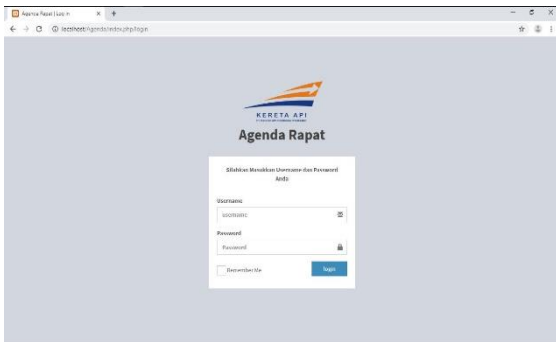 Agenda Rapat | Log in
localhost/Agenda/index.php/login
KERETA API
Agenda Rapat
Silahkan Masukkan Username dan Password
Anda
Username
username
Password
Password
Remember Me
login